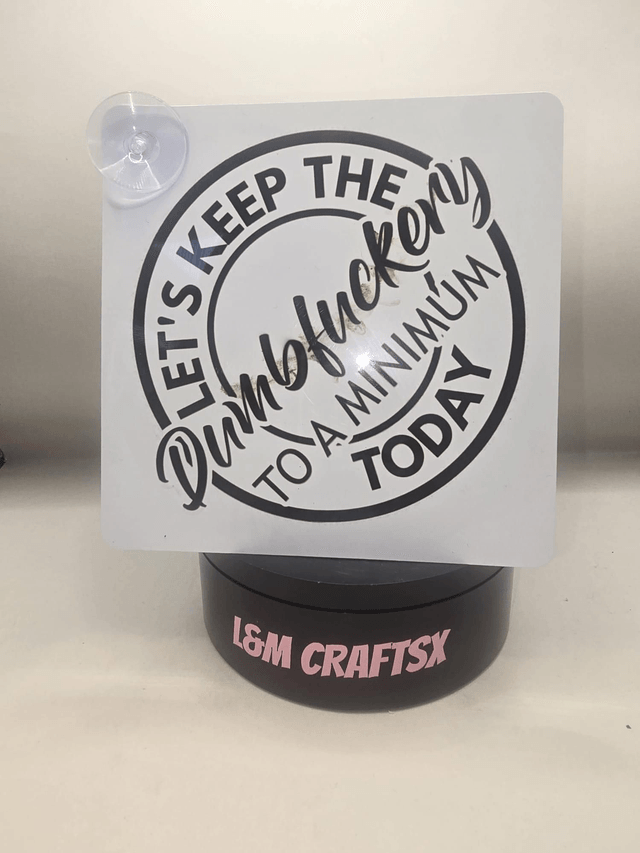 LET'S KEEP THE
Dumbfuckery
TO A MINIMUM
TODAY
L&M CRAFTSX